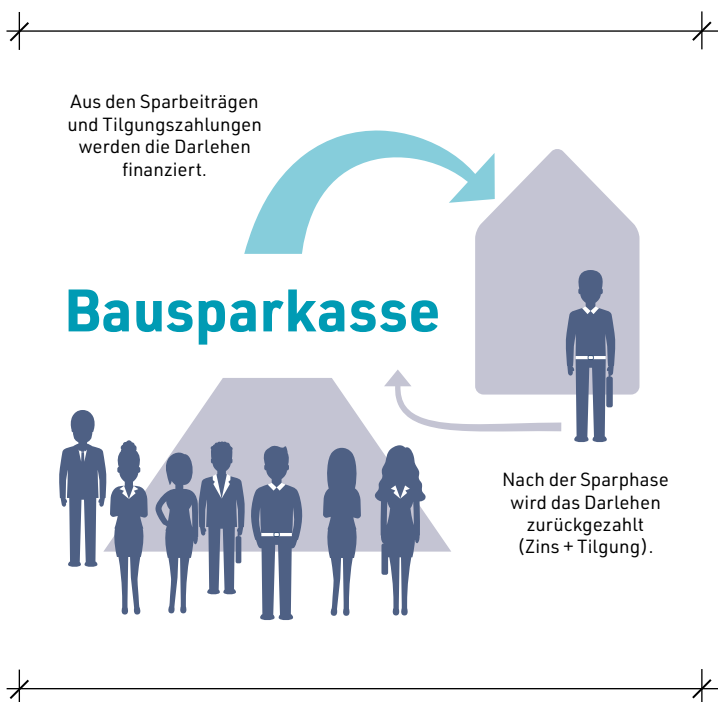 Aus den Sparbeiträgen
und Tilgungszahlungen
werden die Darlehen
finanziert.
Bausparkasse
Nach der Sparphase
wird das Darlehen
zurückgezahlt
(Zins + Tilgung).